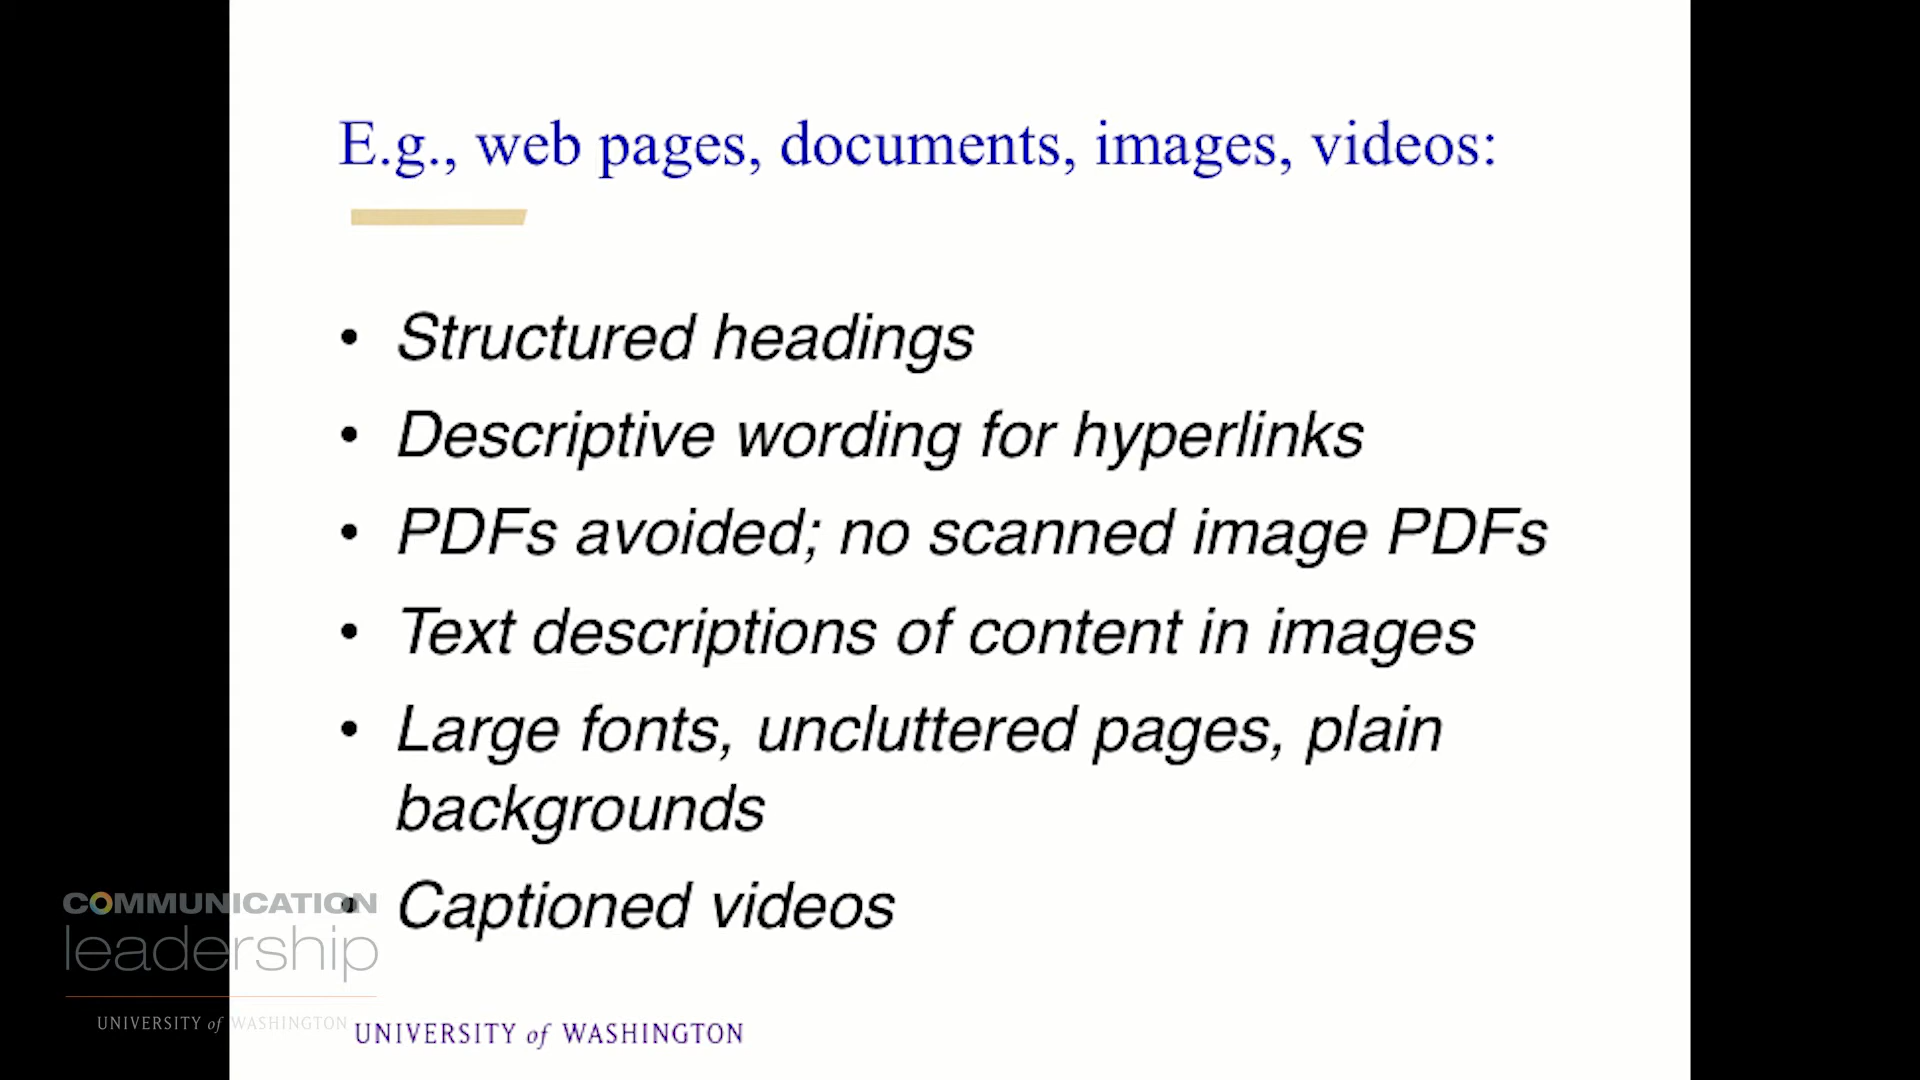 E.g., web pages, documents, images, videos:
• Structured headings
• Descriptive wording for hyperlinks
• PDFs avoided; no scanned image PDFs
• Text descriptions of content in images
• Large fonts, uncluttered pages, plain
backgrounds
• Captioned videos
COMMUNICATION
leadership
UNIVERSITY of WASHINGTON
UNIVERSITY of WASHINGTON